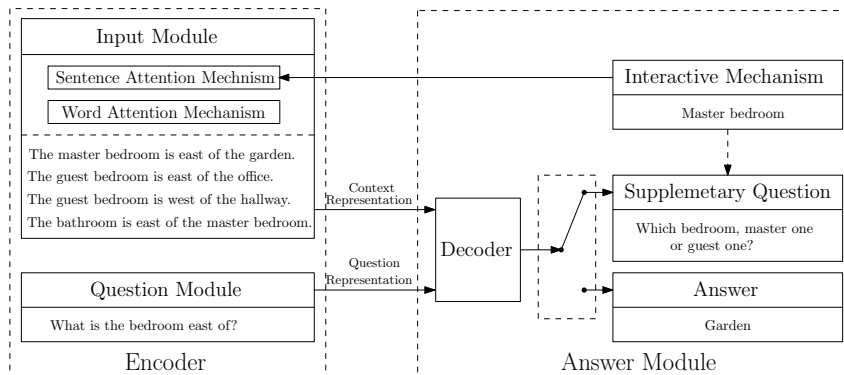 Input Module
Sentence Attention Mechnism
Word Attention Mechanism
The master bedroom is east of the garden.
The guest bedroom is east of the office.
The guest bedroom is west of the hallway.
The bathroom is east of the master bedroom.
Question Module
What is the bedroom east of?
Encoder
Context
Representation
Question
Representation
Decoder
Interactive Mechanism
Master bedroom
Supplemetary Question
Which bedroom, master one
or guest one?
Answer
Garden
Answer Module